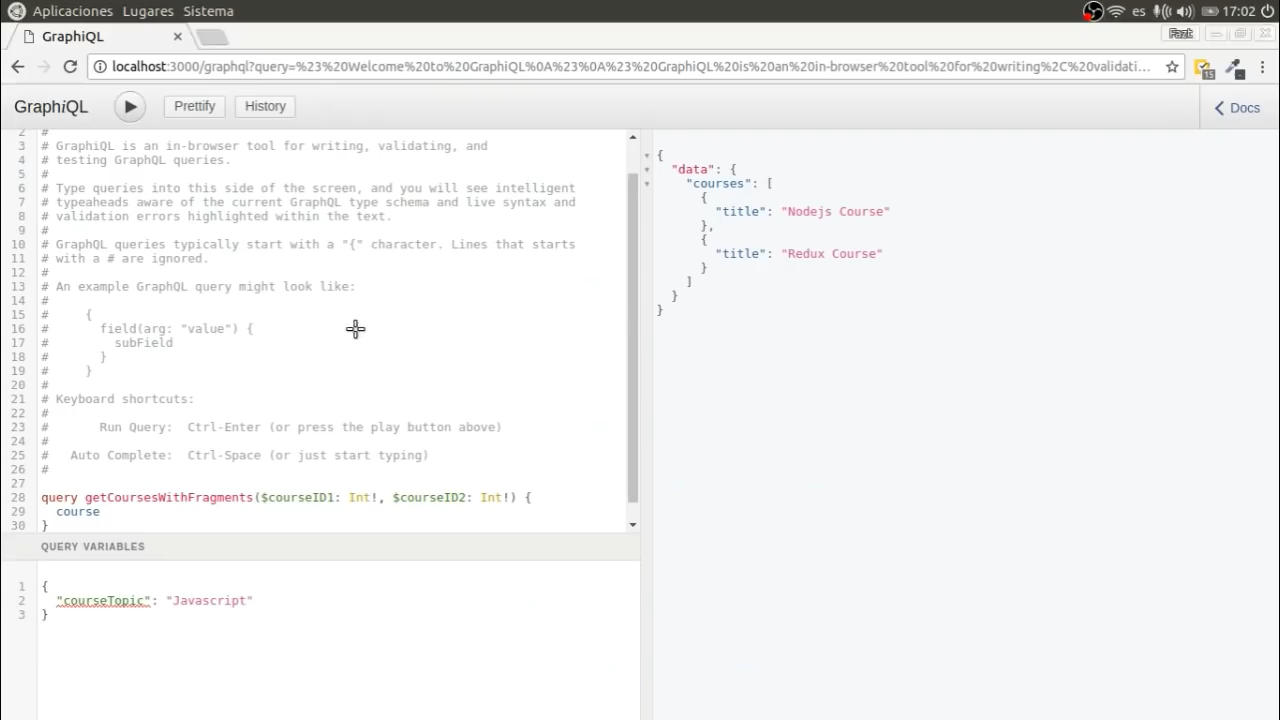 Aplicaciones Lugares Sistema es 17:02
GraphiQL Fazt
localhost:3000/graphql?query=%23%20Welcome%20to%20GraphiQL%0A%23%0A%23%20GraphiQL%20is%20an%20in-browser%20tool%20for%20writing%2C%20validati... 15
GraphiQL Prettify History Docs
2 #
3 # GraphiQL is an in-browser tool for writing, validating, and
4 # testing GraphQL queries.
5 #
6 # Type queries into this side of the screen, and you will see intelligent
7 # typeaheads aware of the current GraphQL type schema and live syntax and
8 # validation errors highlighted within the text.
9 #
10 # GraphQL queries typically start with a "{" character. Lines that starts
11 # with a # are ignored.
12 #
13 # An example GraphQL query might look like:
14 #
15 #     {
16 #       field(arg: "value") {
17 #         subField
18 #       }
19 #     }
20 #
21 # Keyboard shortcuts:
22 #
23 #       Run Query:  Ctrl-Enter (or press the play button above)
24 #
25 #   Auto Complete:  Ctrl-Space (or just start typing)
26 #
27
28 query getCoursesWithFragments($courseID1: Int!, $courseID2: Int!) {
29   course
30 }
QUERY VARIABLES
1 {
2   "courseTopic": "Javascript"
3 }
{
  "data": {
    "courses": [
      {
        "title": "Nodejs Course"
      },
      {
        "title": "Redux Course"
      }
    ]
  }
}